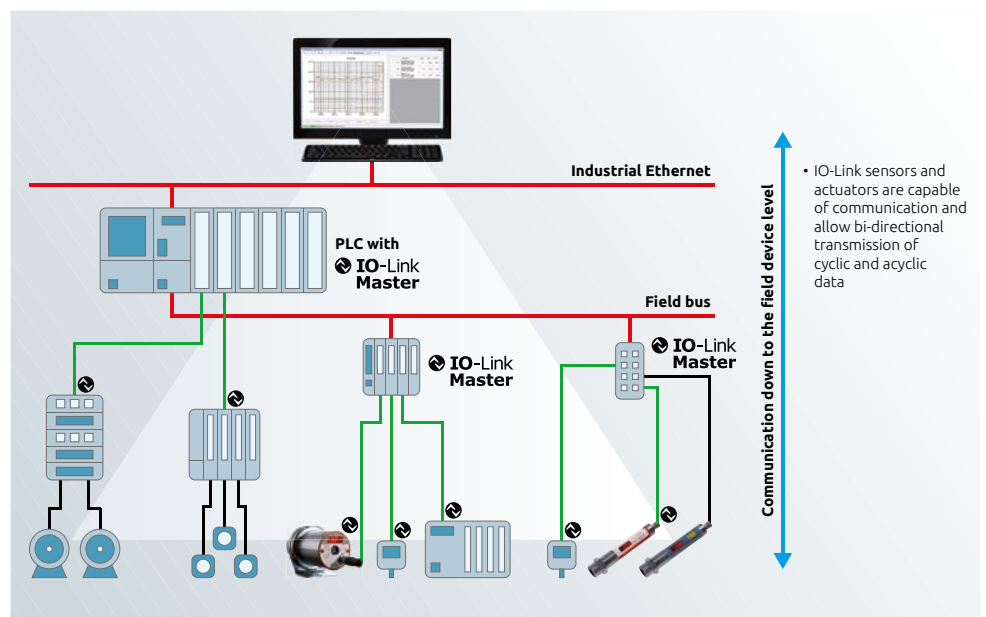 Industrial Ethernet
PLC with
IO-Link
Master
Field bus
IO-Link
Master
IO-Link
Master
Communication down to the field device level
• IO-Link sensors and
actuators are capable
of communication and
allow bi-directional
transmission of
cyclic and acyclic
data